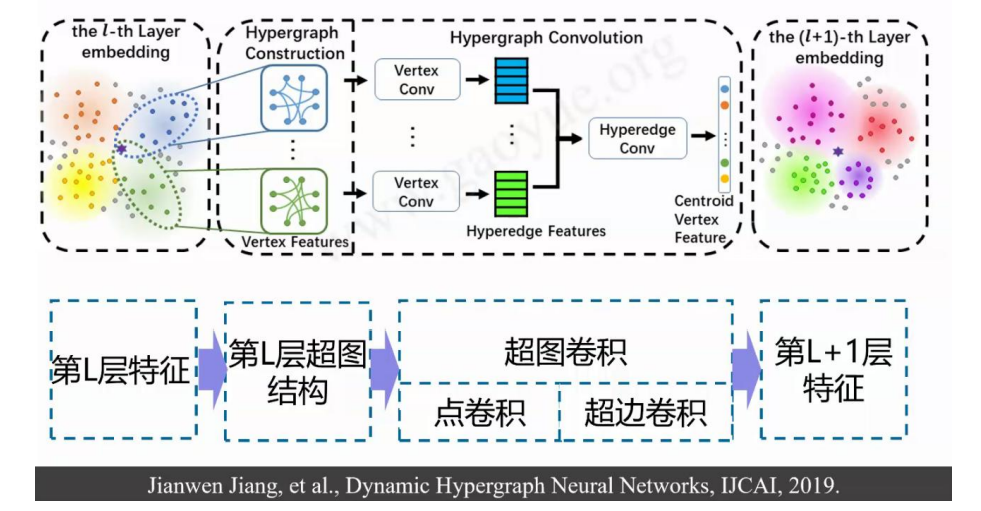 the l-th Layer
embedding
Hypergraph
Construction
Vertex Features
Hypergraph Convolution
Vertex
Conv
Vertex
Conv
Hyperedge Features
Hyperedge
Conv
Centroid
Vertex
Feature
the (l+1)-th Layer
embedding
www.gaoyue.org
第L层特征
第L层超图
结构
超图卷积
点卷积
超边卷积
第L+1层
特征
Jianwen Jiang, et al., Dynamic Hypergraph Neural Networks, IJCAI, 2019.